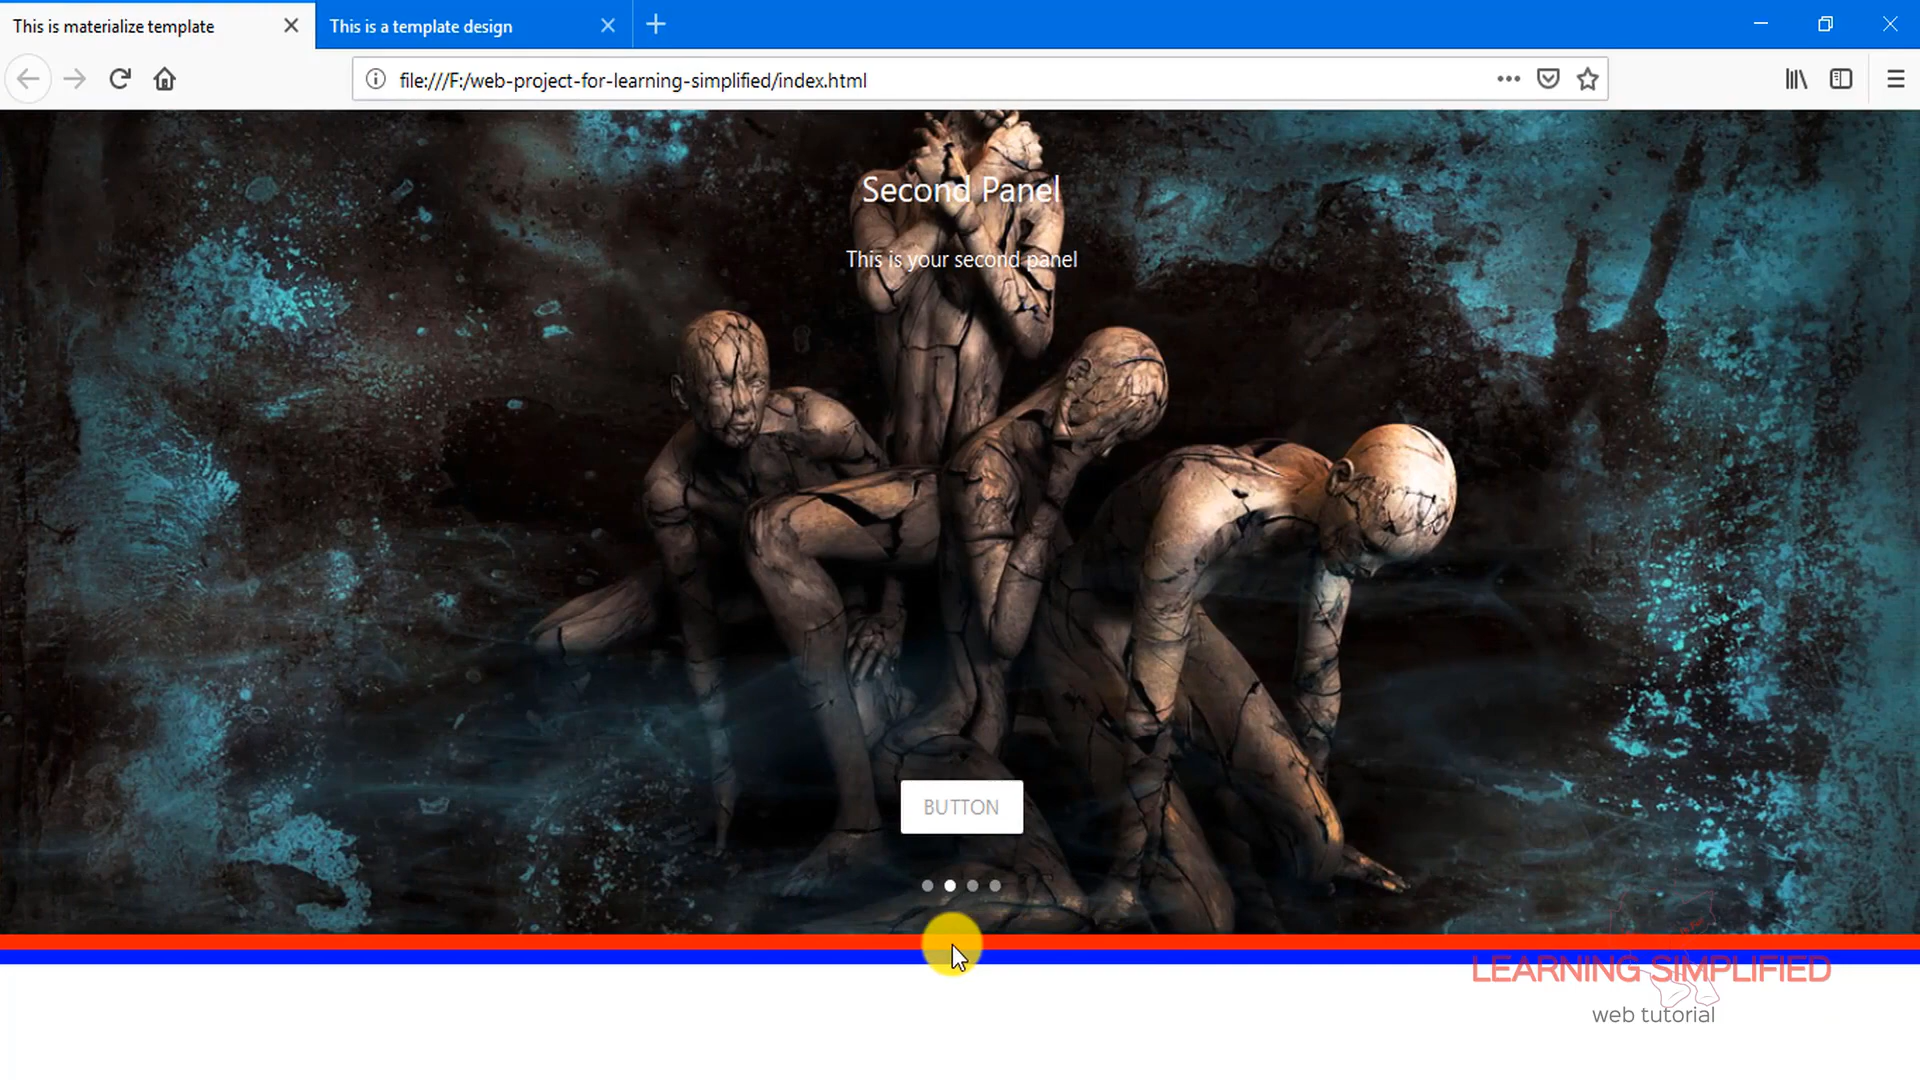 This is materialize template
This is a template design
file:///F:/web-project-for-learning-simplified/index.html
Second Panel
This is your second panel
BUTTON
LEARNING SIMPLIFIED
web tutorial